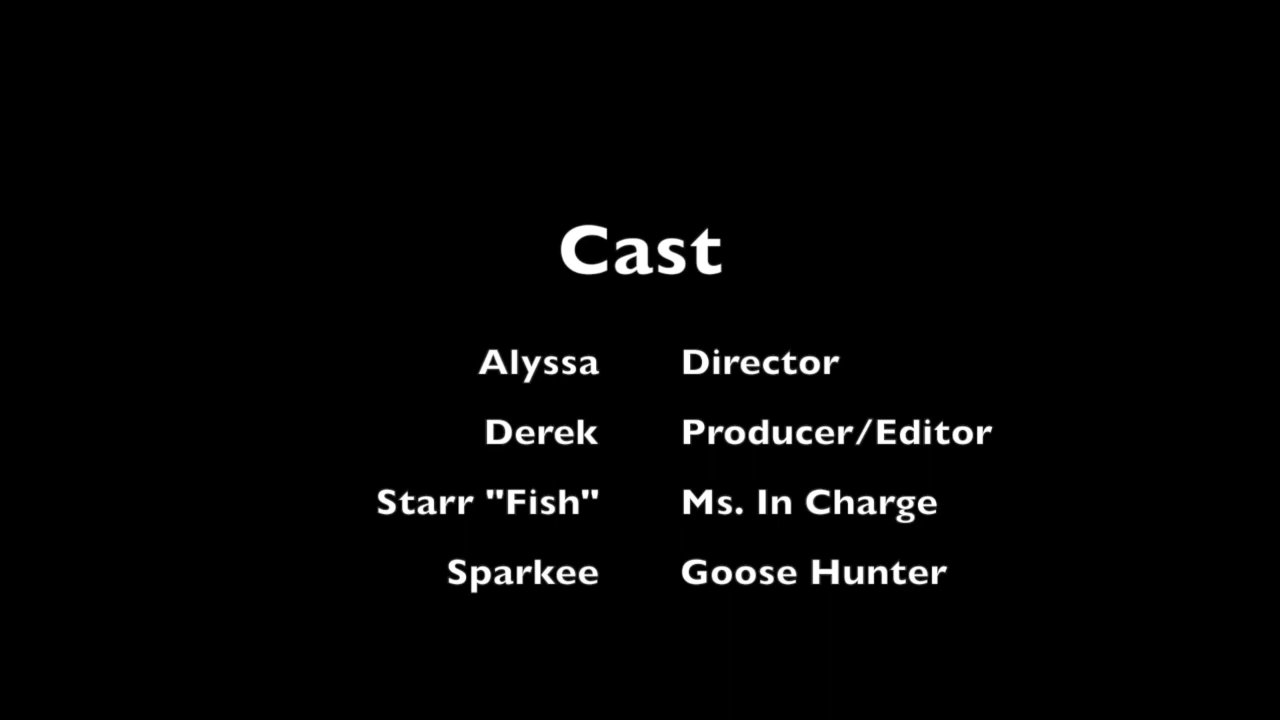 Cast
Alyssa Director
Derek Producer/Editor
Starr "Fish" Ms. In Charge
Sparkee Goose Hunter